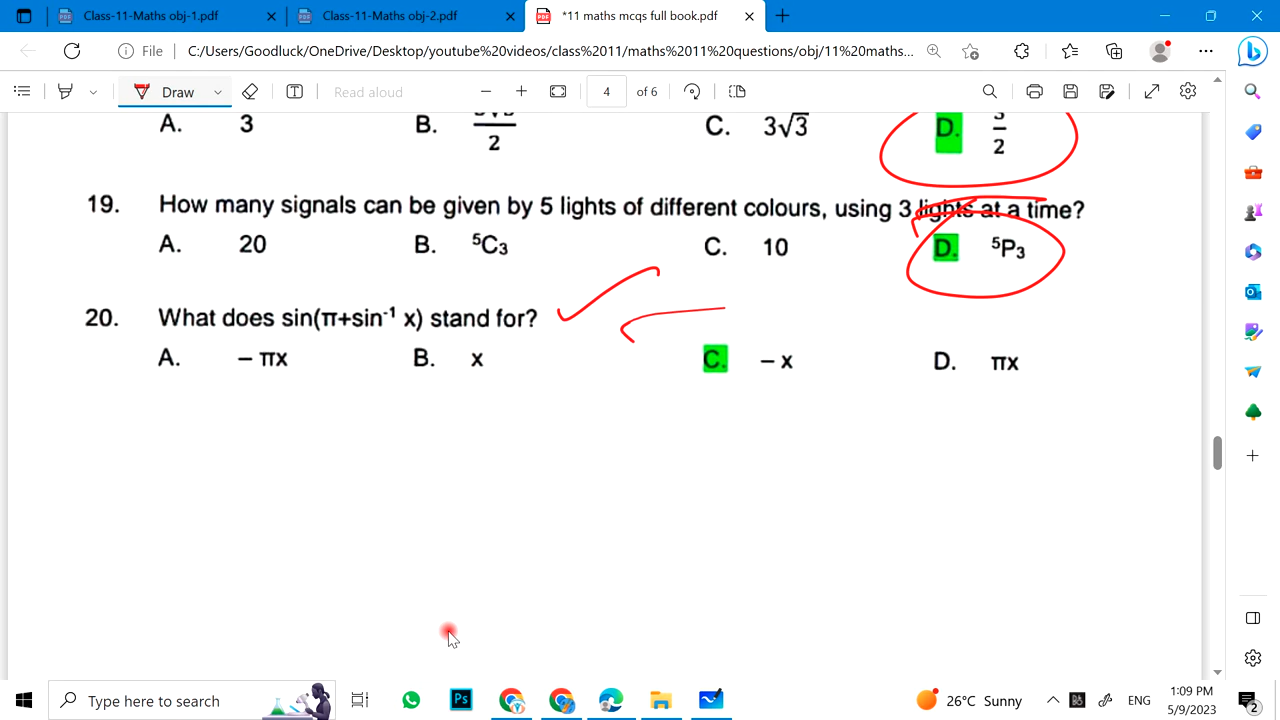 Class-11-Maths obj-1.pdf
Class-11-Maths obj-2.pdf
*11 maths mcqs full book.pdf
File
C:/Users/Goodluck/OneDrive/Desktop/youtube%20videos/class%2011/maths%2011%20questions/obj/11%20maths...
Draw
Read aloud
4 of 6
A. 3 B. 2 C. 3√3 D. 3/2
19. How many signals can be given by 5 lights of different colours, using 3 lights at a time?
A. 20 B. ⁵C₃ C. 10 D. ⁵P₃
20. What does sin(π+sin⁻¹ x) stand for?
A. – πx B. x C. – x D. πx
Type here to search
26°C Sunny
ENG
1:09 PM
5/9/2023
2